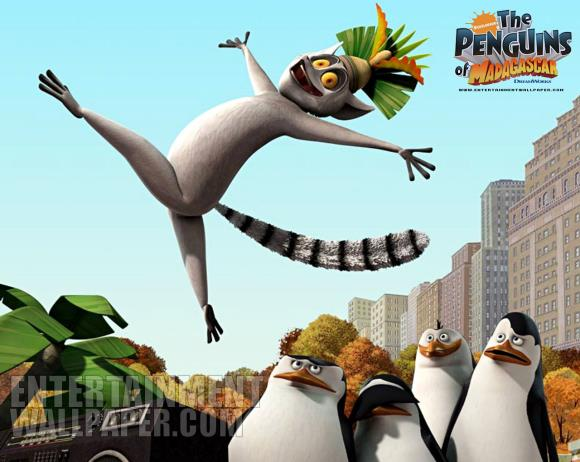 nickelodeon
The
PENGUINS
of MADAGASCAR
DREAMWORKS
WWW.ENTERTAINMENTWALLPAPER.COM
ENTERTAINMENT
WALLPAPER.COM